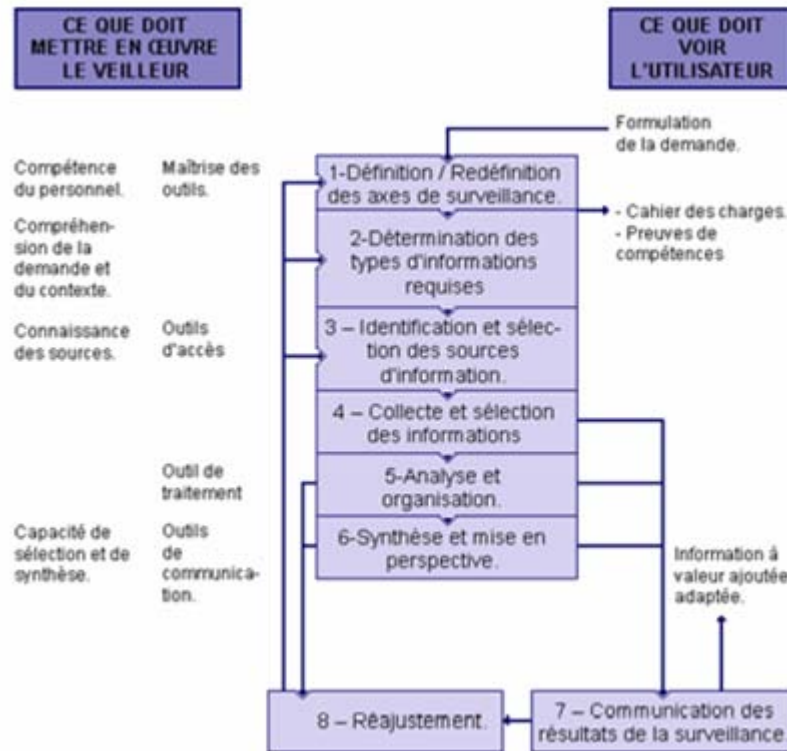 CE QUE DOIT
METTRE EN ŒUVRE
LE VEILLEUR
CE QUE DOIT
VOIR
L'UTILISATEUR
Formulation
de la demande.
Compétence
du personnel.
Maîtrise des
outils.
1-Définition / Redéfinition
des axes de surveillance.
- Cahier des charges.
- Preuves de
compétences
Compréhen-
sion de la
demande et
du contexte.
2-Détermination des
types d'informations
requises
Connaissance
des sources.
Outils
d'accès
3 – Identification et sélec-
tion des sources
d'information.
4 – Collecte et sélection
des informations
Outil de
traitement
5-Analyse et
organisation.
Capacité de
sélection et de
synthèse.
Outils
de
communica-
tion.
6-Synthèse et mise en
perspective.
Information à
valeur ajoutée
adaptée.
8 – Réajustement.
7 – Communication des
résultats de la surveillance.